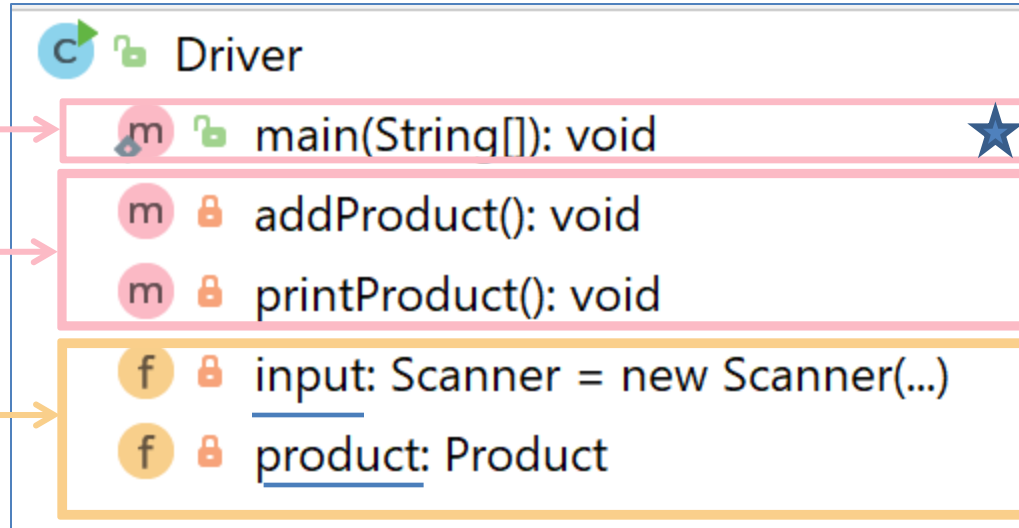 C Driver
m main(String[]): void
m addProduct(): void
m printProduct(): void
f input: Scanner = new Scanner(...)
f product: Product